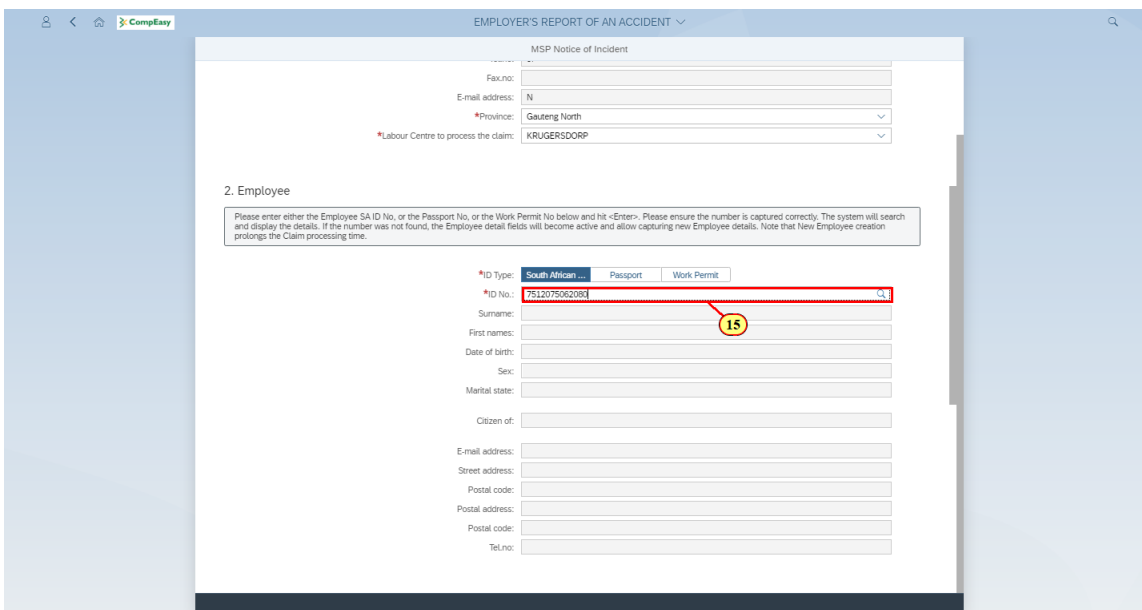 CompEasy
EMPLOYER'S REPORT OF AN ACCIDENT
MSP Notice of Incident
Fax.no:
E-mail address: N
*Province: Gauteng North
*Labour Centre to process the claim: KRUGERSDORP
2. Employee
Please enter either the Employee SA ID No, or the Passport No, or the Work Permit No below and hit <Enter>. Please ensure the number is captured correctly. The system will search
and display the details. If the number was not found, the Employee detail fields will become active and allow capturing new Employee details. Note that New Employee creation
prolongs the Claim processing time.
*ID Type: South African ... Passport Work Permit
*ID No.: 7512075062080
15
Surname:
First names:
Date of birth:
Sex:
Marital state:
Citizen of:
E-mail address:
Street address:
Postal code:
Postal address:
Postal code:
Tel.no: